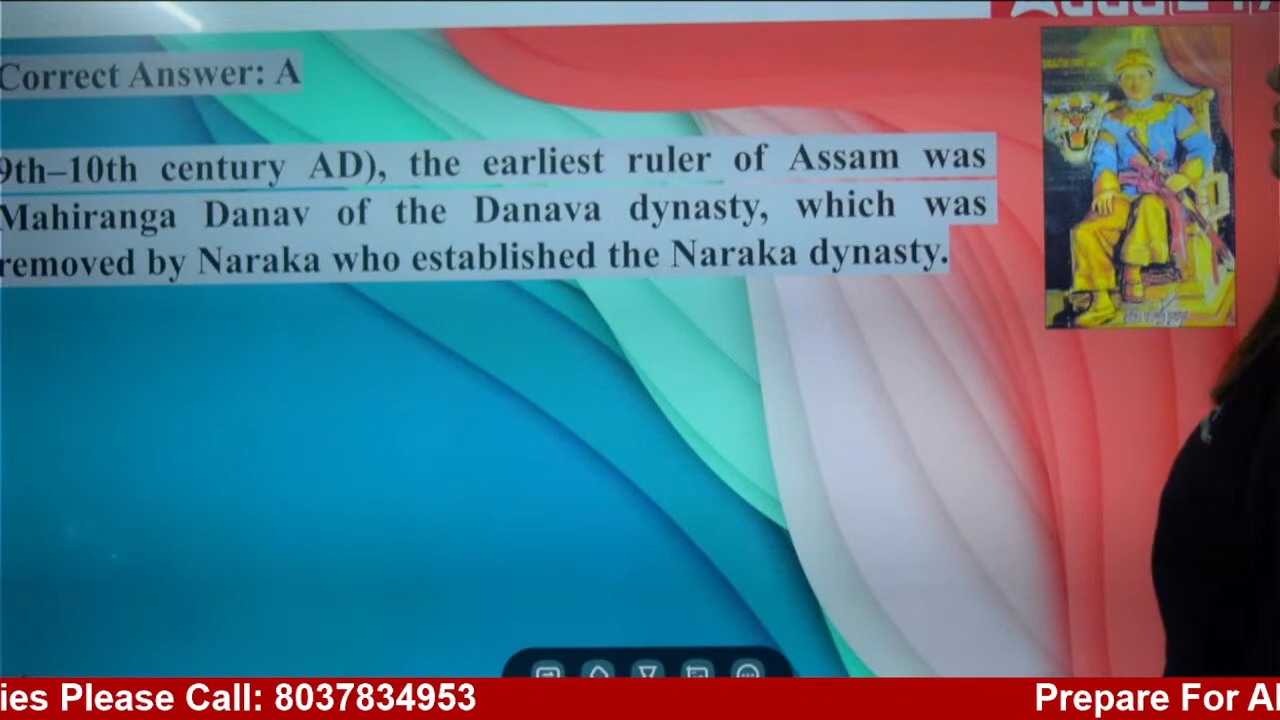 Correct Answer: A
9th–10th century AD), the earliest ruler of Assam was
Mahiranga Danav of the Danava dynasty, which was
removed by Naraka who established the Naraka dynasty.
ies Please Call: 8037834953
Prepare For Al